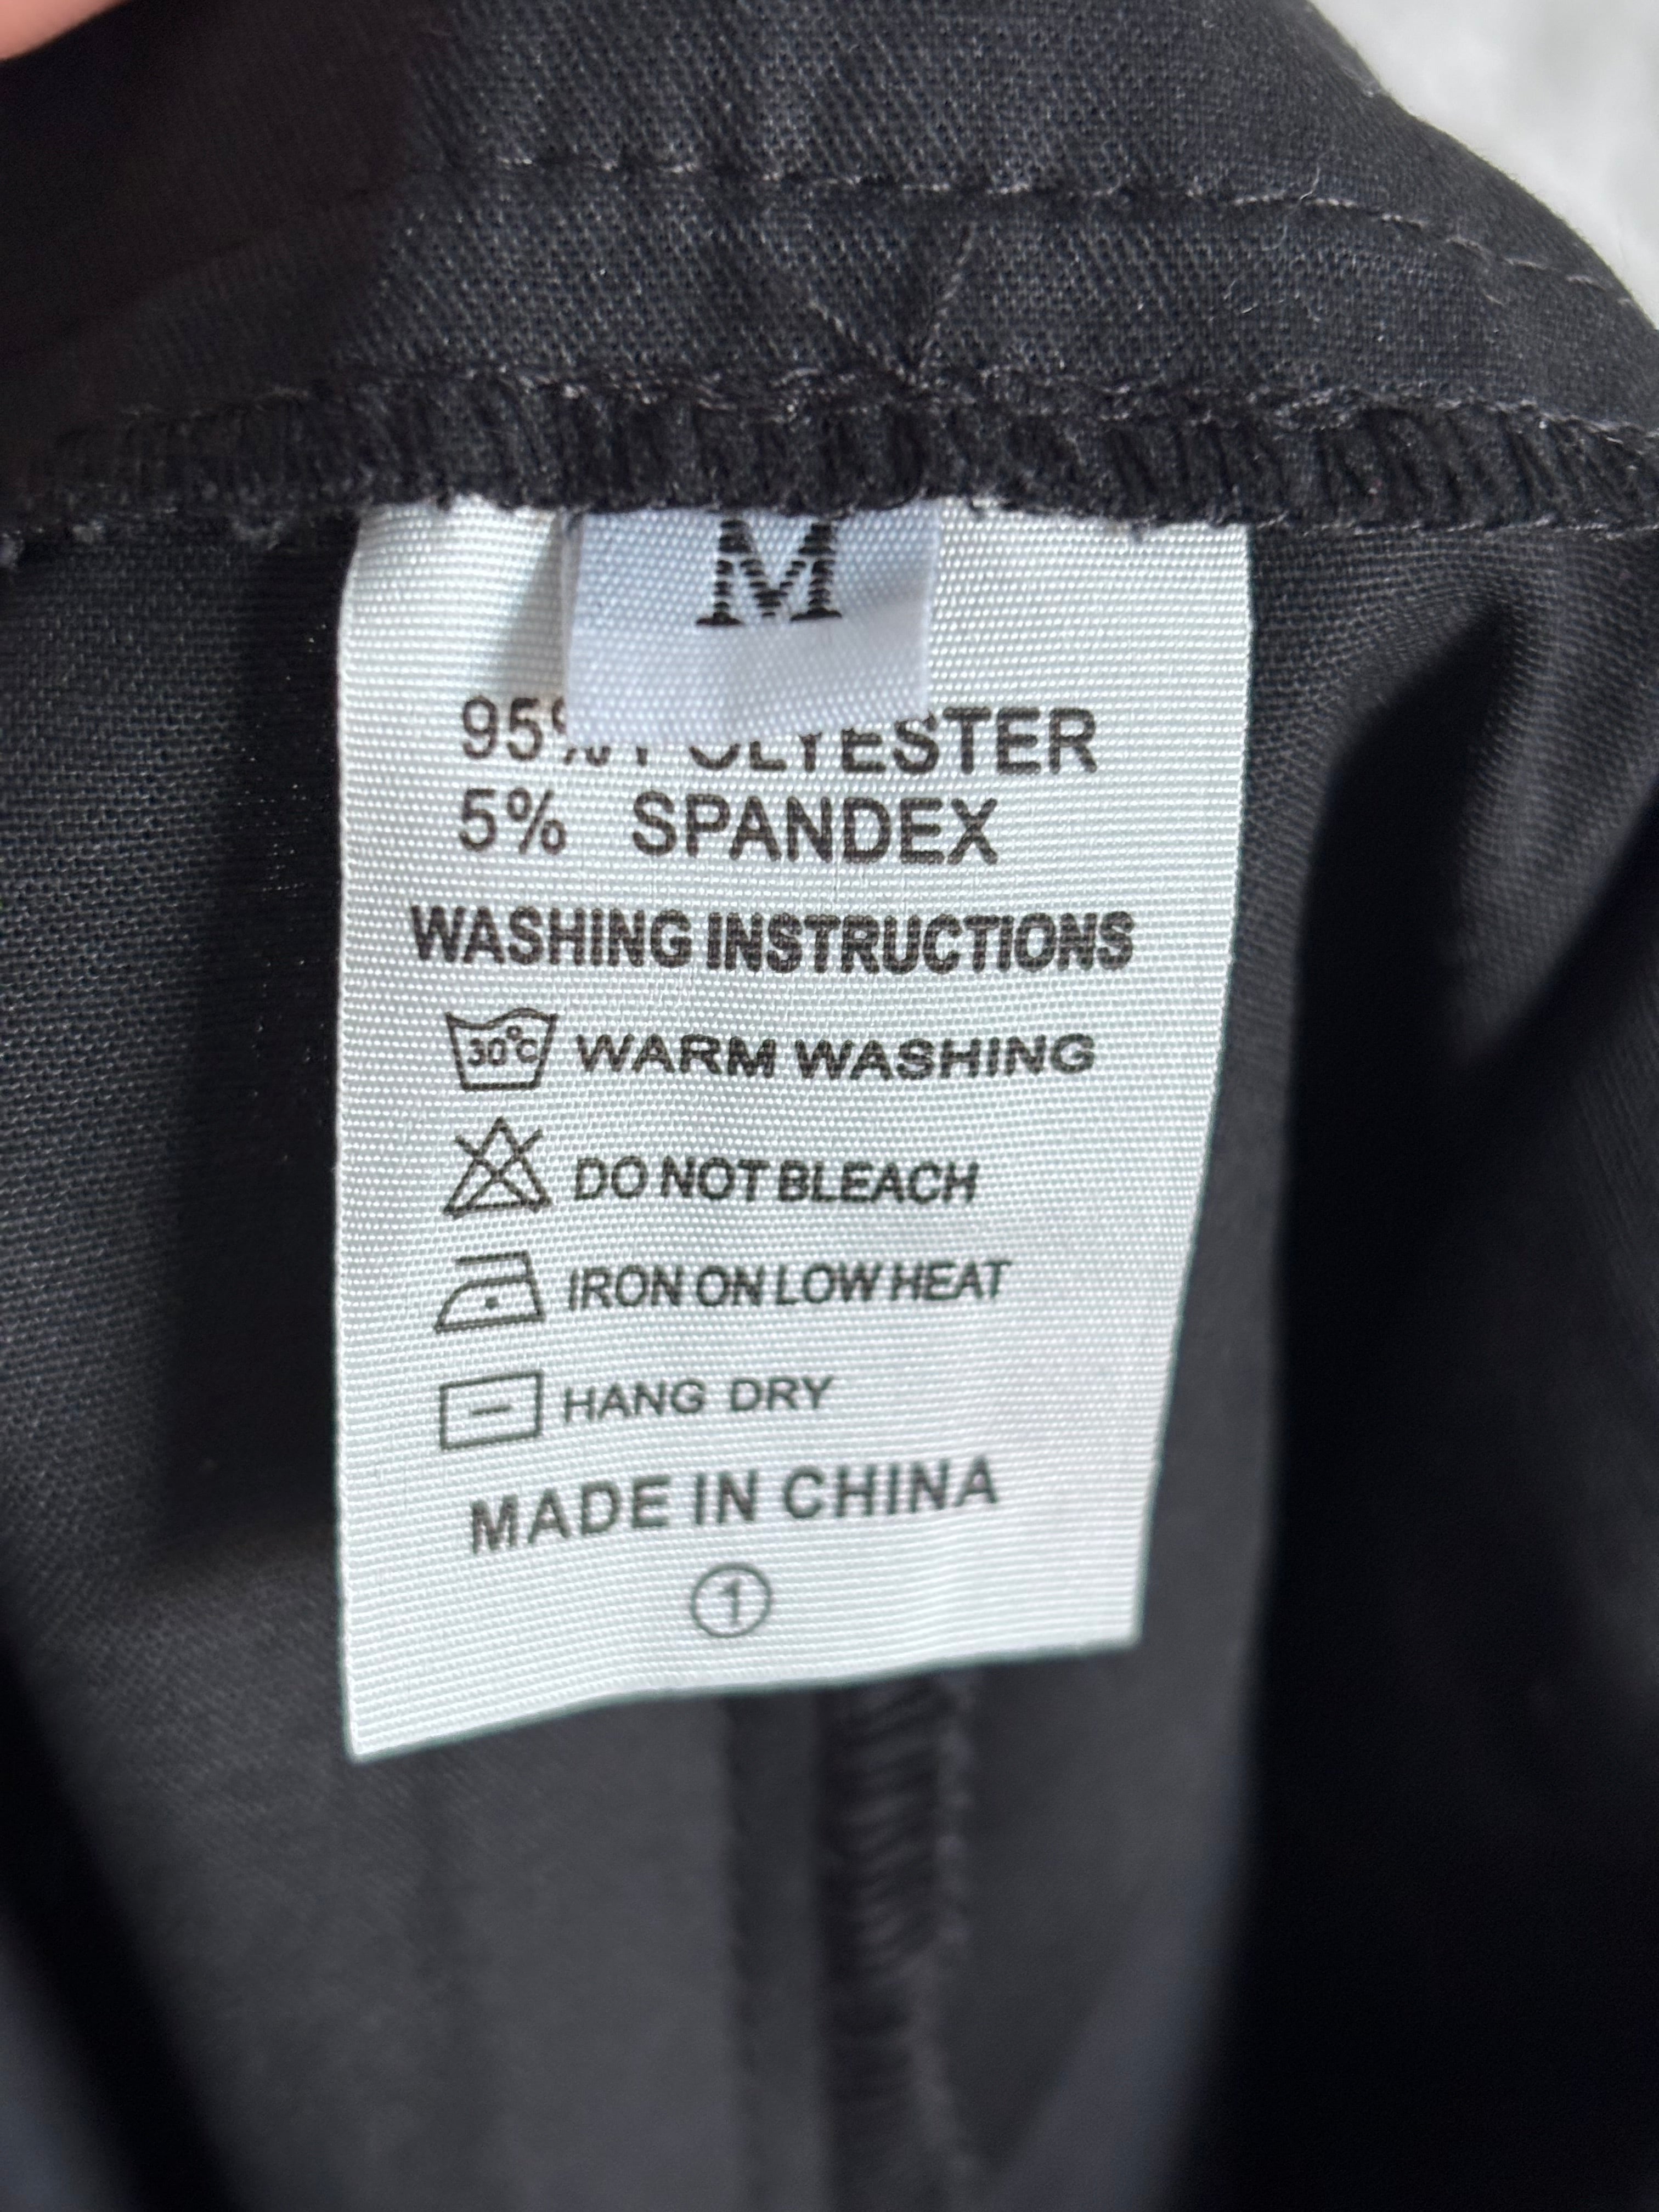 M
95% POLYESTER
5% SPANDEX
WASHING INSTRUCTIONS
30°C WARM WASHING
DO NOT BLEACH
IRON ON LOW HEAT
HANG DRY
MADE IN CHINA
①